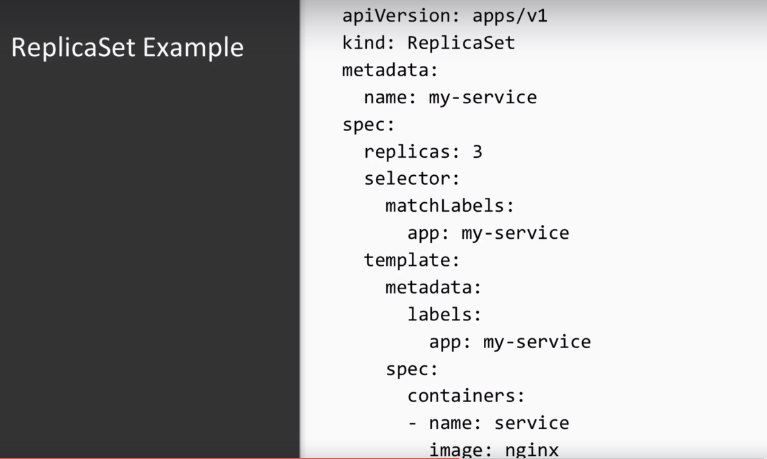 ReplicaSet Example
apiVersion: apps/v1
kind: ReplicaSet
metadata:
  name: my-service
spec:
  replicas: 3
  selector:
    matchLabels:
      app: my-service
  template:
    metadata:
      labels:
        app: my-service
    spec:
      containers:
      - name: service
        image: nginx